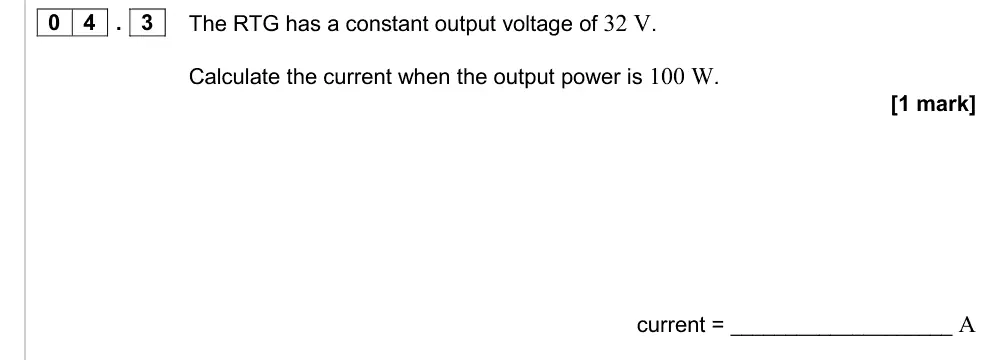 0 4 . 3 The RTG has a constant output voltage of 32 V.
Calculate the current when the output power is 100 W.
[1 mark]
current = ____________________ A